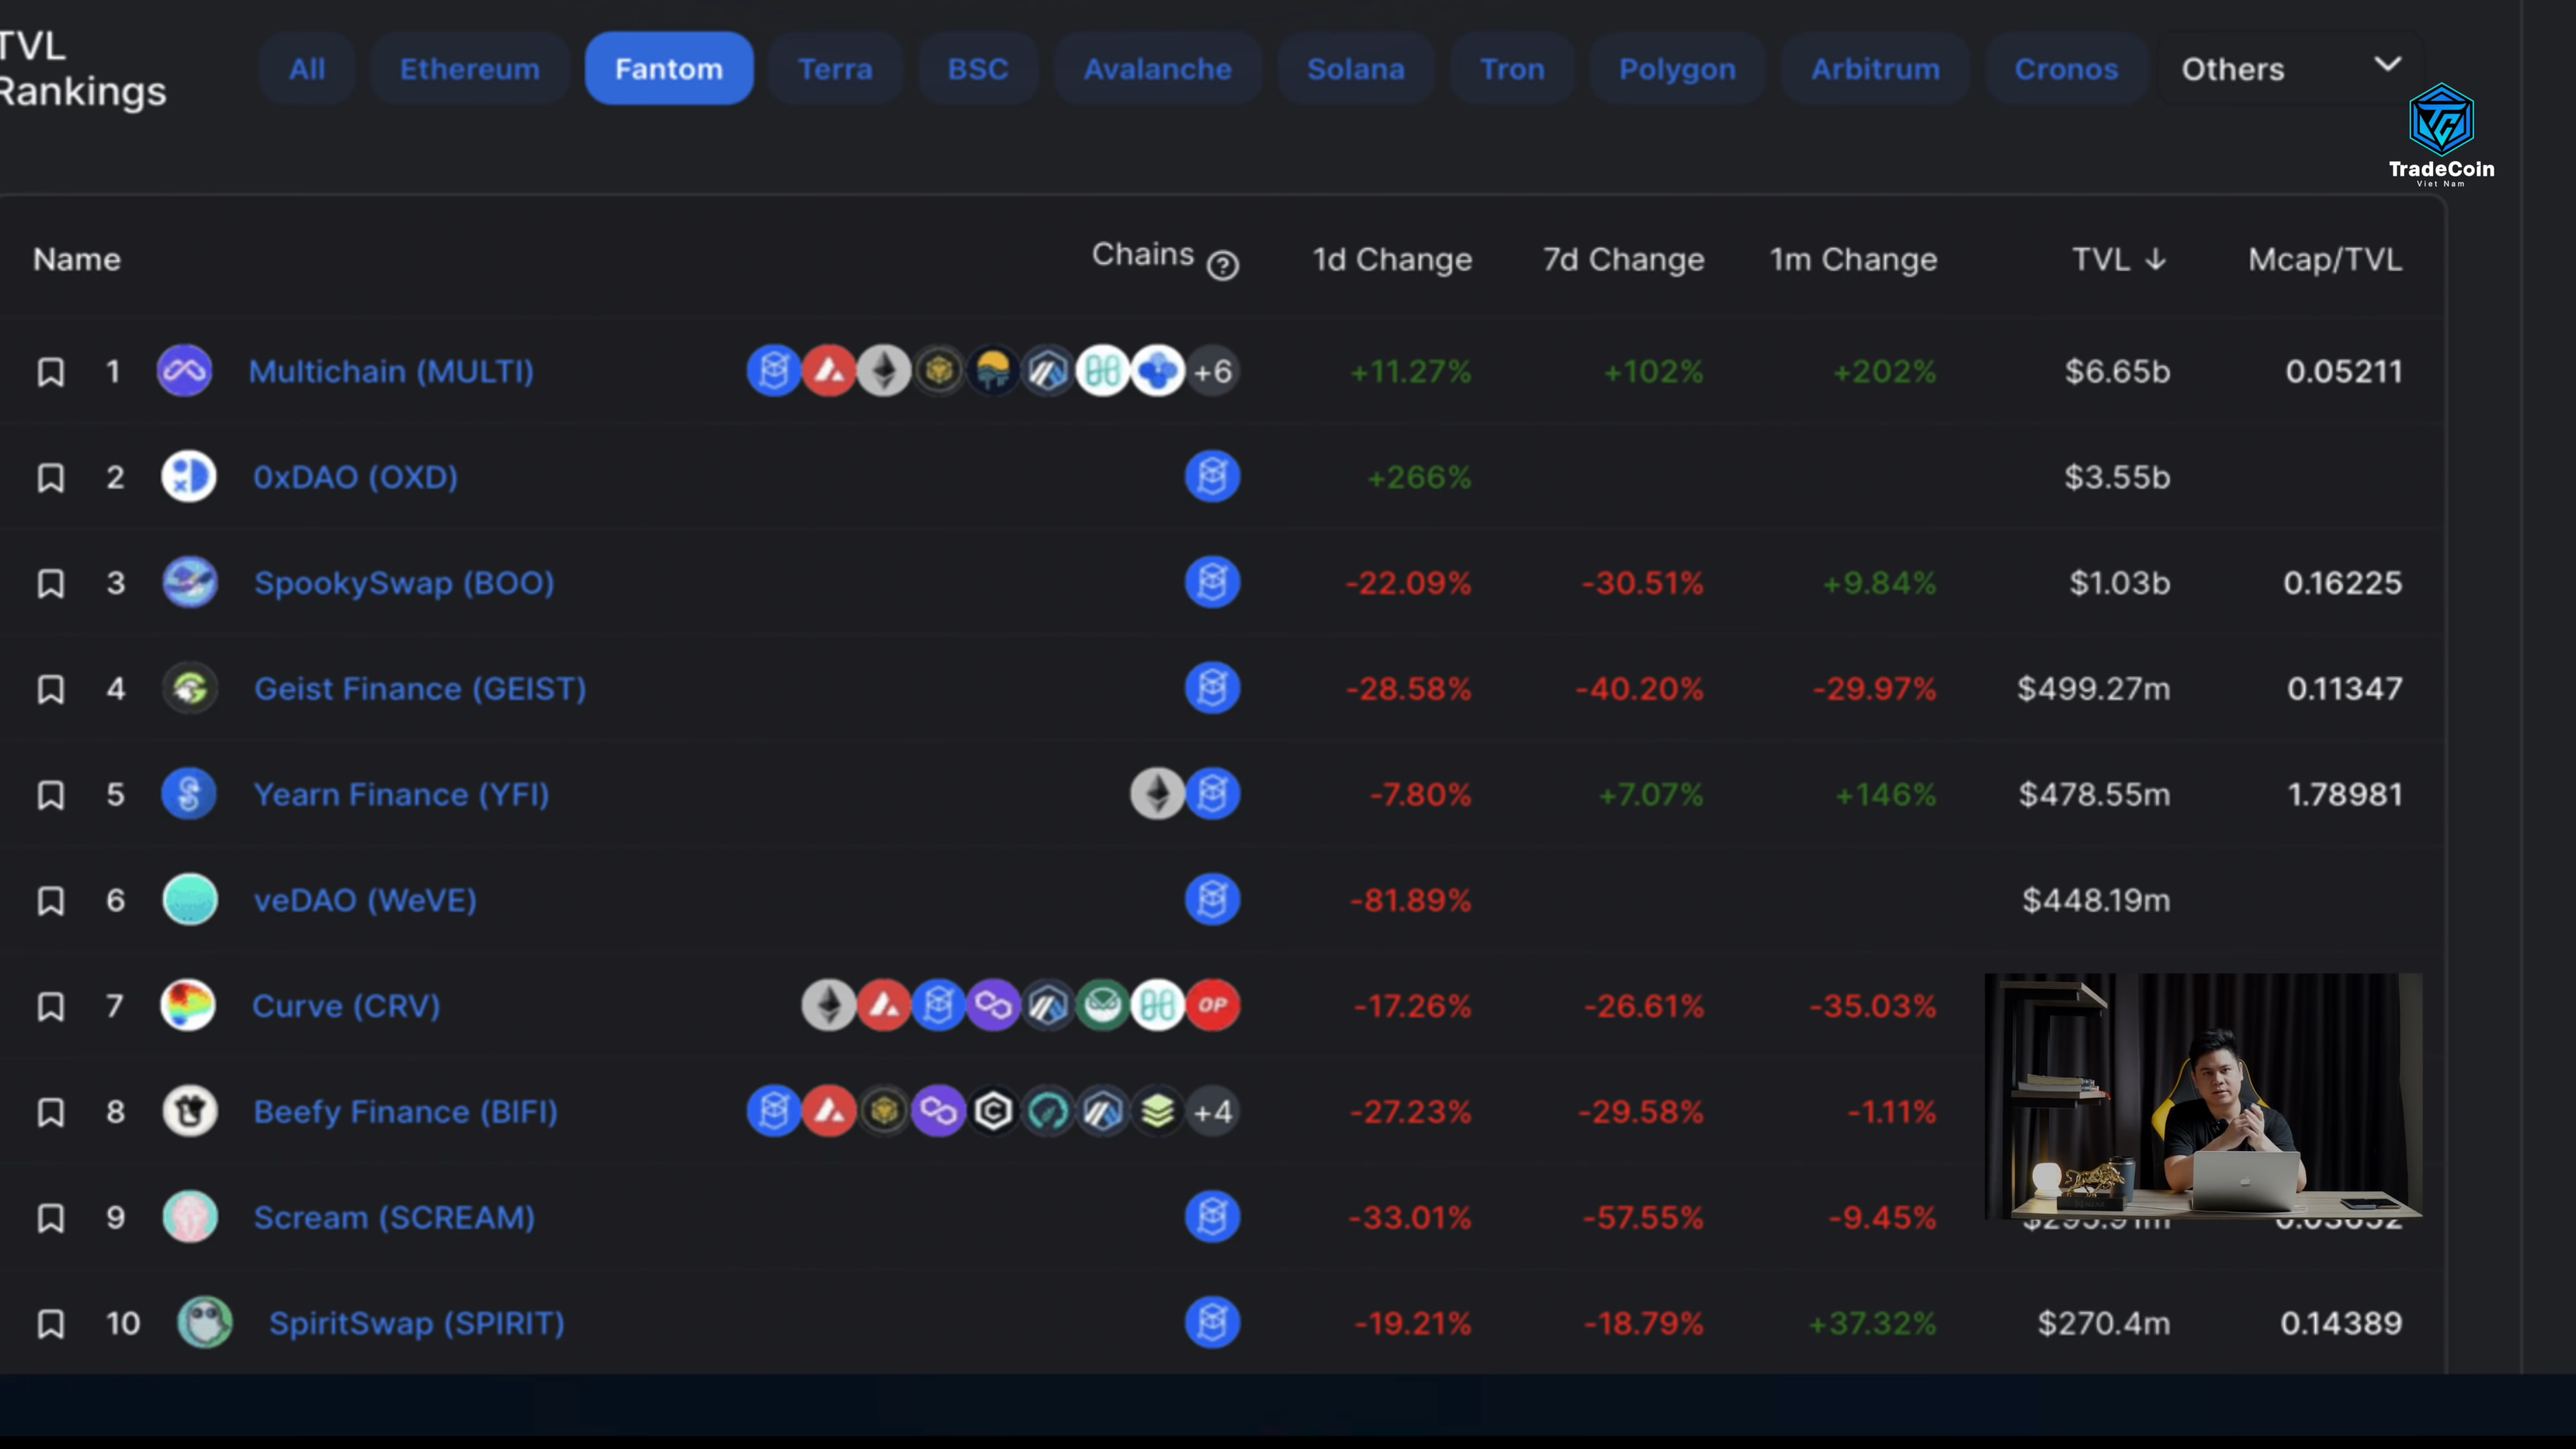 TVL
Rankings
All Ethereum Fantom Terra BSC Avalanche Solana Tron Polygon Arbitrum Cronos Others
TradeCoin
Viet Nam
Name Chains ? 1d Change 7d Change 1m Change TVL ↓ Mcap/TVL
1 Multichain (MULTI) +6 +11.27% +102% +202% $6.65b 0.05211
2 0xDAO (OXD) +266% $3.55b
3 SpookySwap (BOO) -22.09% -30.51% +9.84% $1.03b 0.16225
4 Geist Finance (GEIST) -28.58% -40.20% -29.97% $499.27m 0.11347
5 Yearn Finance (YFI) -7.80% +7.07% +146% $478.55m 1.78981
6 veDAO (WeVE) -81.89% $448.19m
7 Curve (CRV) OP -17.26% -26.61% -35.03%
8 Beefy Finance (BIFI) +4 -27.23% -29.58% -1.11%
9 Scream (SCREAM) -33.01% -57.55% -9.45%
10 SpiritSwap (SPIRIT) -19.21% -18.79% +37.32% $270.4m 0.14389